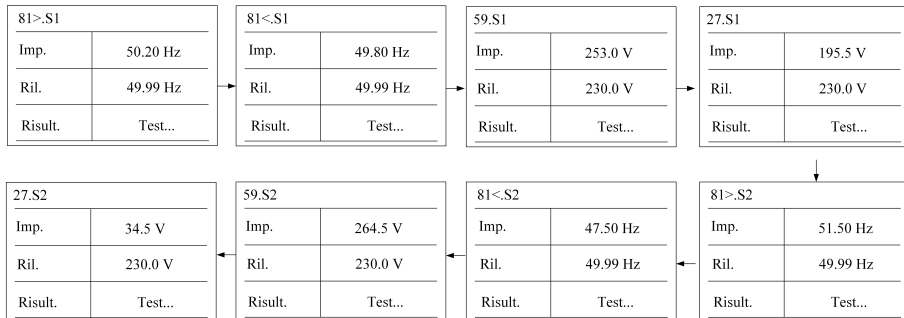 81>.S1
Imp. 50.20 Hz
Ril. 49.99 Hz
Risult. Test...
81<.S1
Imp. 49.80 Hz
Ril. 49.99 Hz
Risult. Test...
59.S1
Imp. 253.0 V
Ril. 230.0 V
Risult. Test...
27.S1
Imp. 195.5 V
Ril. 230.0 V
Risult. Test...
81>.S2
Imp. 51.50 Hz
Ril. 49.99 Hz
Risult. Test...
81<.S2
Imp. 47.50 Hz
Ril. 49.99 Hz
Risult. Test...
59.S2
Imp. 264.5 V
Ril. 230.0 V
Risult. Test...
27.S2
Imp. 34.5 V
Ril. 230.0 V
Risult. Test...